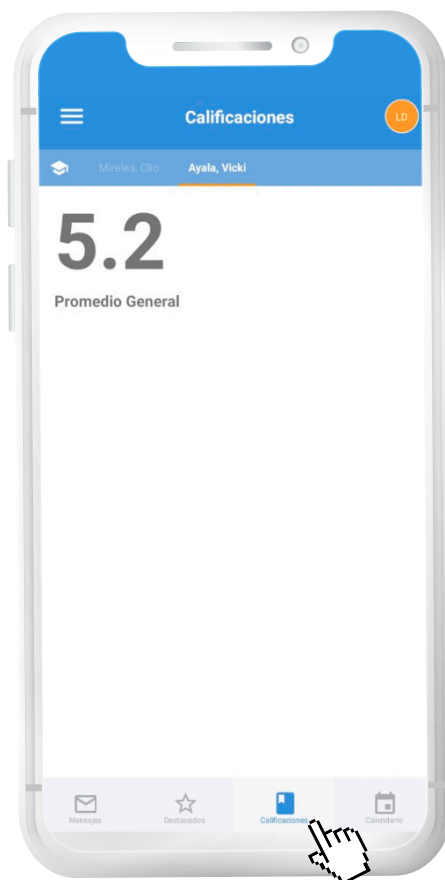 Calificaciones
LD
Mireles, Clio
Ayala, Vicki
5.2
Promedio General
Mensajes
Destacados
Calificaciones
Calendario